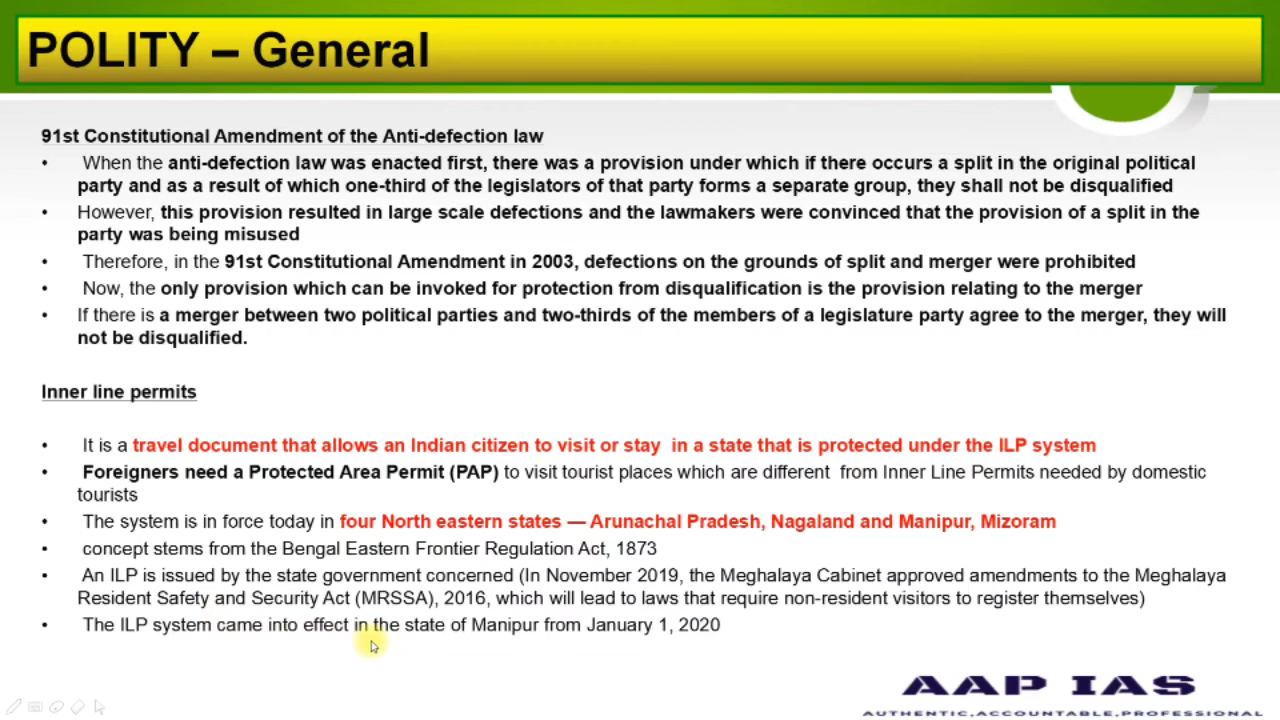 POLITY – General
91st Constitutional Amendment of the Anti-defection law
• When the anti-defection law was enacted first, there was a provision under which if there occurs a split in the original political
party and as a result of which one-third of the legislators of that party forms a separate group, they shall not be disqualified
• However, this provision resulted in large scale defections and the lawmakers were convinced that the provision of a split in the
party was being misused
• Therefore, in the 91st Constitutional Amendment in 2003, defections on the grounds of split and merger were prohibited
• Now, the only provision which can be invoked for protection from disqualification is the provision relating to the merger
• If there is a merger between two political parties and two-thirds of the members of a legislature party agree to the merger, they will
not be disqualified.
Inner line permits
• It is a travel document that allows an Indian citizen to visit or stay in a state that is protected under the ILP system
• Foreigners need a Protected Area Permit (PAP) to visit tourist places which are different from Inner Line Permits needed by domestic
tourists
• The system is in force today in four North eastern states — Arunachal Pradesh, Nagaland and Manipur, Mizoram
• concept stems from the Bengal Eastern Frontier Regulation Act, 1873
• An ILP is issued by the state government concerned (In November 2019, the Meghalaya Cabinet approved amendments to the Meghalaya
Resident Safety and Security Act (MRSSA), 2016, which will lead to laws that require non-resident visitors to register themselves)
• The ILP system came into effect in the state of Manipur from January 1, 2020
AAP IAS
AUTHENTIC,ACCOUNTABLE,PROFESSIONAL